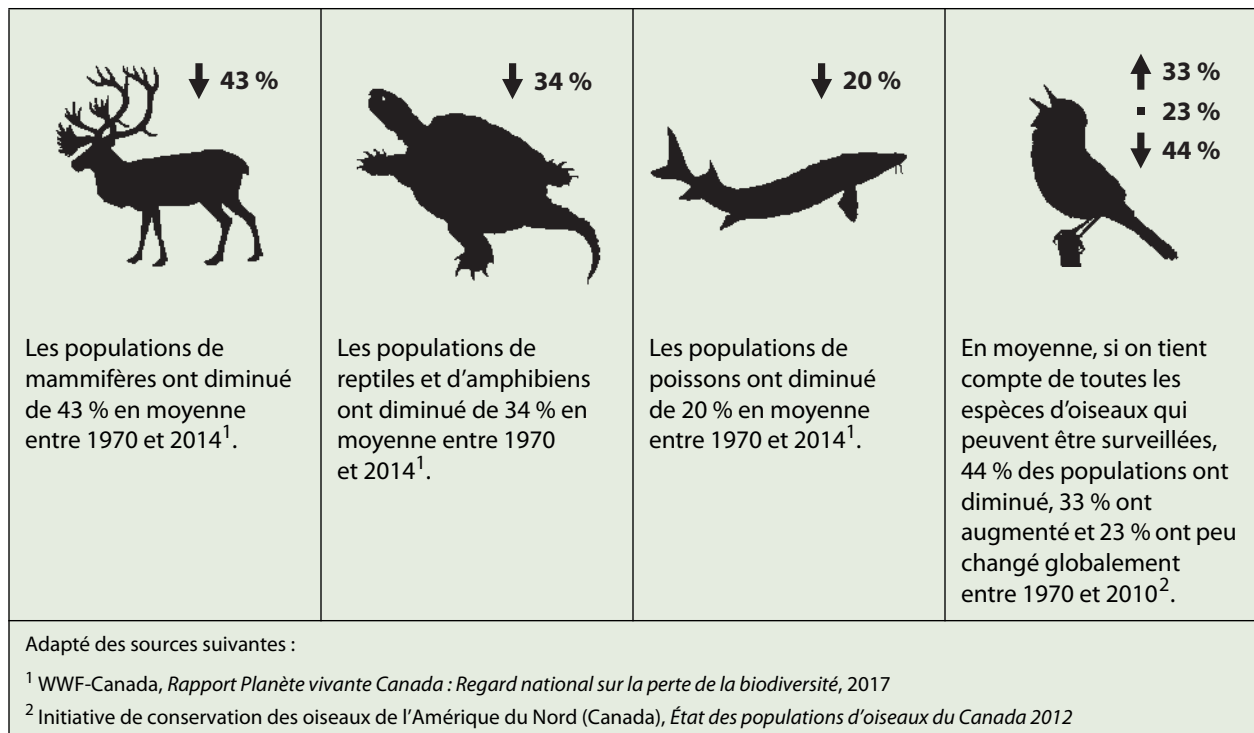 43 %
Les populations de
mammifères ont diminué
de 43 % en moyenne
entre 1970 et 2014¹.
34 %
Les populations de
reptiles et d'amphibiens
ont diminué de 34 % en
moyenne entre 1970
et 2014¹.
20 %
Les populations de
poissons ont diminué
de 20 % en moyenne
entre 1970 et 2014¹.
33 %
23 %
44 %
En moyenne, si on tient
compte de toutes les
espèces d'oiseaux qui
peuvent être surveillées,
44 % des populations ont
diminué, 33 % ont
augmenté et 23 % ont peu
changé globalement
entre 1970 et 2010².
Adapté des sources suivantes :
¹ WWF-Canada, Rapport Planète vivante Canada : Regard national sur la perte de la biodiversité, 2017
² Initiative de conservation des oiseaux de l'Amérique du Nord (Canada), État des populations d'oiseaux du Canada 2012